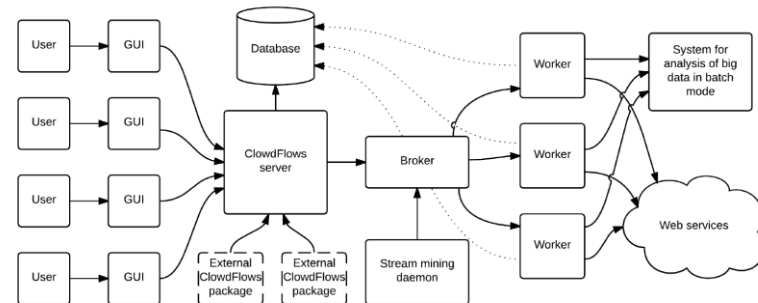 User
GUI
Database
Worker
System for
analysis of big
data in batch
mode
User
GUI
ClowdFlows
server
Broker
Worker
User
GUI
Worker
Web services
User
GUI
External
ClowdFlows
package
External
ClowdFlows
package
Stream mining
daemon